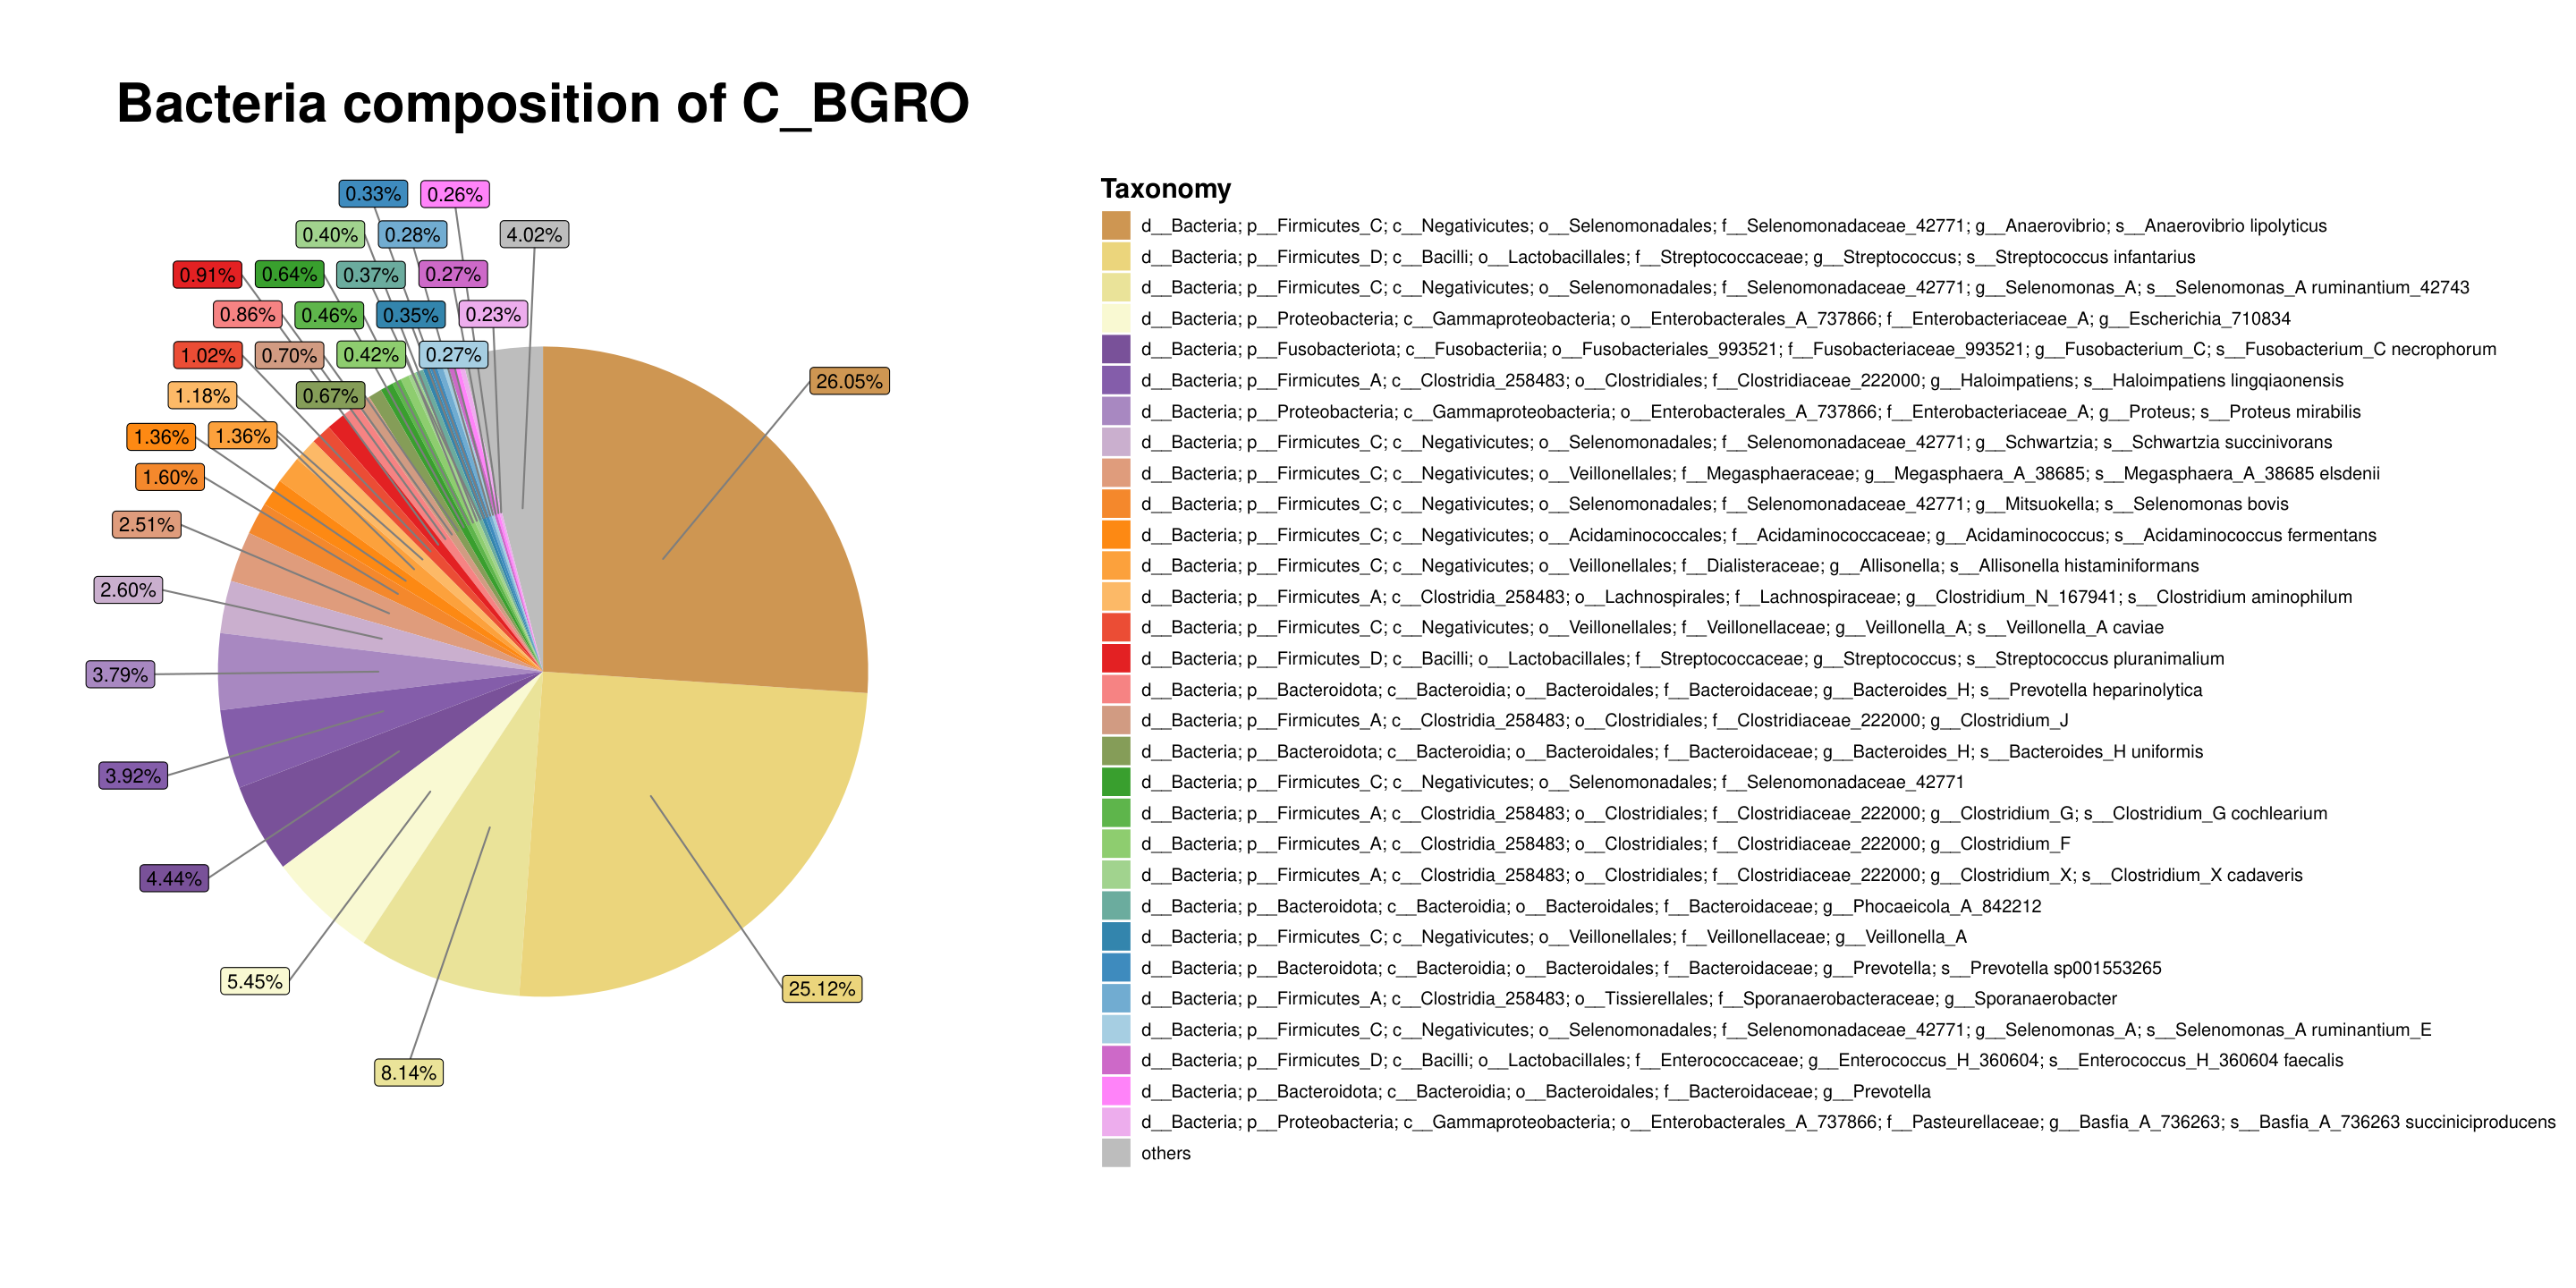 Bacteria composition of C_BGRO
0.33%
0.26%
0.40%
0.28%
4.02%
0.91%
0.64%
0.37%
0.27%
0.86%
0.46%
0.35%
0.23%
1.02%
0.70%
0.42%
0.27%
1.18%
0.67%
26.05%
1.36%
1.36%
1.60%
2.51%
2.60%
3.79%
3.92%
4.44%
5.45%
25.12%
8.14%
Taxonomy
d__Bacteria; p__Firmicutes_C; c__Negativicutes; o__Selenomonadales; f__Selenomonadaceae_42771; g__Anaerovibrio; s__Anaerovibrio lipolyticus
d__Bacteria; p__Firmicutes_D; c__Bacilli; o__Lactobacillales; f__Streptococcaceae; g__Streptococcus; s__Streptococcus infantarius
d__Bacteria; p__Firmicutes_C; c__Negativicutes; o__Selenomonadales; f__Selenomonadaceae_42771; g__Selenomonas_A; s__Selenomonas_A ruminantium_42743
d__Bacteria; p__Proteobacteria; c__Gammaproteobacteria; o__Enterobacterales_A_737866; f__Enterobacteriaceae_A; g__Escherichia_710834
d__Bacteria; p__Fusobacteriota; c__Fusobacteriia; o__Fusobacteriales_993521; f__Fusobacteriaceae_993521; g__Fusobacterium_C; s__Fusobacterium_C necrophorum
d__Bacteria; p__Firmicutes_A; c__Clostridia_258483; o__Clostridiales; f__Clostridiaceae_222000; g__Haloimpatiens; s__Haloimpatiens lingqiaonensis
d__Bacteria; p__Proteobacteria; c__Gammaproteobacteria; o__Enterobacterales_A_737866; f__Enterobacteriaceae_A; g__Proteus; s__Proteus mirabilis
d__Bacteria; p__Firmicutes_C; c__Negativicutes; o__Selenomonadales; f__Selenomonadaceae_42771; g__Schwartzia; s__Schwartzia succinivorans
d__Bacteria; p__Firmicutes_C; c__Negativicutes; o__Veillonellales; f__Megasphaeraceae; g__Megasphaera_A_38685; s__Megasphaera_A_38685 elsdenii
d__Bacteria; p__Firmicutes_C; c__Negativicutes; o__Selenomonadales; f__Selenomonadaceae_42771; g__Mitsuokella; s__Selenomonas bovis
d__Bacteria; p__Firmicutes_C; c__Negativicutes; o__Acidaminococcales; f__Acidaminococcaceae; g__Acidaminococcus; s__Acidaminococcus fermentans
d__Bacteria; p__Firmicutes_C; c__Negativicutes; o__Veillonellales; f__Dialisteraceae; g__Allisonella; s__Allisonella histaminiformans
d__Bacteria; p__Firmicutes_A; c__Clostridia_258483; o__Lachnospirales; f__Lachnospiraceae; g__Clostridium_N_167941; s__Clostridium aminophilum
d__Bacteria; p__Firmicutes_C; c__Negativicutes; o__Veillonellales; f__Veillonellaceae; g__Veillonella_A; s__Veillonella_A caviae
d__Bacteria; p__Firmicutes_D; c__Bacilli; o__Lactobacillales; f__Streptococcaceae; g__Streptococcus; s__Streptococcus pluranimalium
d__Bacteria; p__Bacteroidota; c__Bacteroidia; o__Bacteroidales; f__Bacteroidaceae; g__Bacteroides_H; s__Prevotella heparinolytica
d__Bacteria; p__Firmicutes_A; c__Clostridia_258483; o__Clostridiales; f__Clostridiaceae_222000; g__Clostridium_J
d__Bacteria; p__Bacteroidota; c__Bacteroidia; o__Bacteroidales; f__Bacteroidaceae; g__Bacteroides_H; s__Bacteroides_H uniformis
d__Bacteria; p__Firmicutes_C; c__Negativicutes; o__Selenomonadales; f__Selenomonadaceae_42771
d__Bacteria; p__Firmicutes_A; c__Clostridia_258483; o__Clostridiales; f__Clostridiaceae_222000; g__Clostridium_G; s__Clostridium_G cochlearium
d__Bacteria; p__Firmicutes_A; c__Clostridia_258483; o__Clostridiales; f__Clostridiaceae_222000; g__Clostridium_F
d__Bacteria; p__Firmicutes_A; c__Clostridia_258483; o__Clostridiales; f__Clostridiaceae_222000; g__Clostridium_X; s__Clostridium_X cadaveris
d__Bacteria; p__Bacteroidota; c__Bacteroidia; o__Bacteroidales; f__Bacteroidaceae; g__Phocaeicola_A_842212
d__Bacteria; p__Firmicutes_C; c__Negativicutes; o__Veillonellales; f__Veillonellaceae; g__Veillonella_A
d__Bacteria; p__Bacteroidota; c__Bacteroidia; o__Bacteroidales; f__Bacteroidaceae; g__Prevotella; s__Prevotella sp001553265
d__Bacteria; p__Firmicutes_A; c__Clostridia_258483; o__Tissierellales; f__Sporanaerobacteraceae; g__Sporanaerobacter
d__Bacteria; p__Firmicutes_C; c__Negativicutes; o__Selenomonadales; f__Selenomonadaceae_42771; g__Selenomonas_A; s__Selenomonas_A ruminantium_E
d__Bacteria; p__Firmicutes_D; c__Bacilli; o__Lactobacillales; f__Enterococcaceae; g__Enterococcus_H_360604; s__Enterococcus_H_360604 faecalis
d__Bacteria; p__Bacteroidota; c__Bacteroidia; o__Bacteroidales; f__Bacteroidaceae; g__Prevotella
d__Bacteria; p__Proteobacteria; c__Gammaproteobacteria; o__Enterobacterales_A_737866; f__Pasteurellaceae; g__Basfia_A_736263; s__Basfia_A_736263 succiniciproducens
others